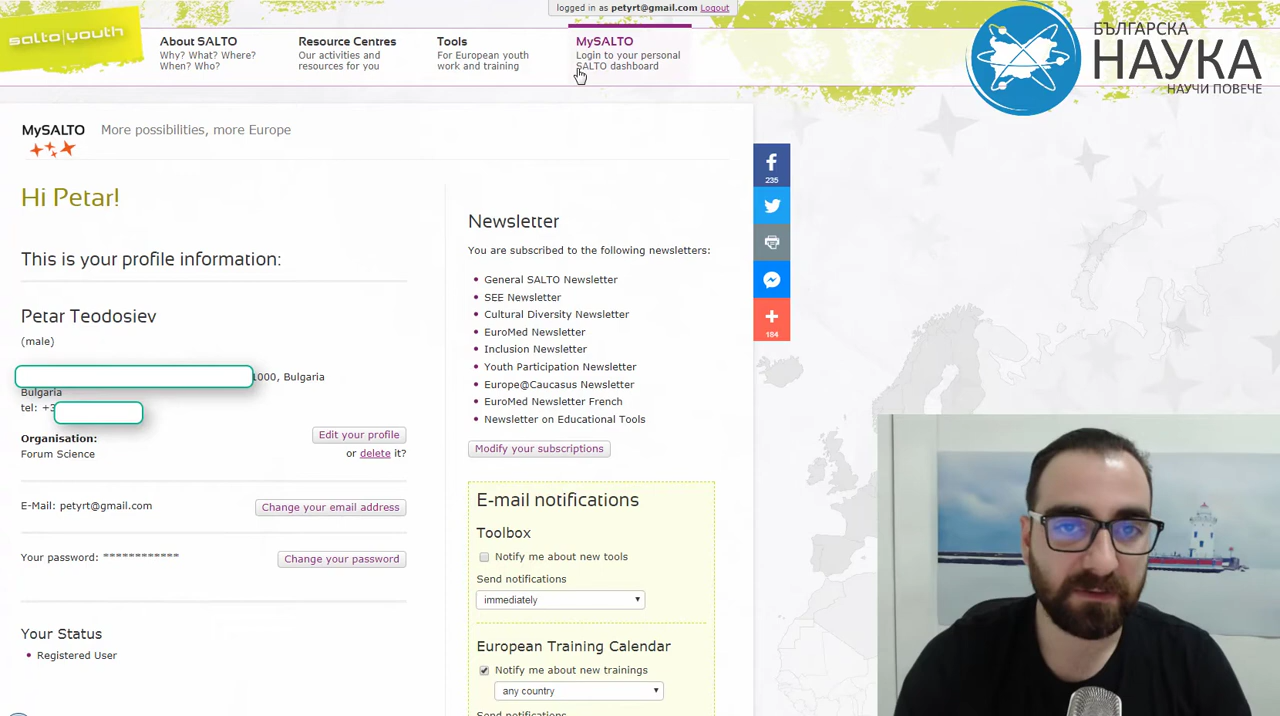 logged in as petyrt@gmail.com Logout
salto|youth
About SALTO
Why? What? Where?
When? Who?
Resource Centres
Our activities and
resources for you
Tools
For European youth
work and training
MySALTO
Login to your personal
SALTO dashboard
БЪЛГАРСКА
НАУКА
НАУЧИ ПОВЕЧЕ
MySALTO More possibilities, more Europe
Hi Petar!
This is your profile information:
Petar Teodosiev
(male)
1000, Bulgaria
Bulgaria
tel: +3
Organisation:
Forum Science
Edit your profile
or delete it?
E-Mail: petyrt@gmail.com
Change your email address
Your password: ************
Change your password
Your Status
Registered User
Newsletter
You are subscribed to the following newsletters:
General SALTO Newsletter
SEE Newsletter
Cultural Diversity Newsletter
EuroMed Newsletter
Inclusion Newsletter
Youth Participation Newsletter
Europe@Caucasus Newsletter
EuroMed Newsletter French
Newsletter on Educational Tools
Modify your subscriptions
E-mail notifications
Toolbox
Notify me about new tools
Send notifications
immediately
European Training Calendar
Notify me about new trainings
any country
Send notifications
235
184